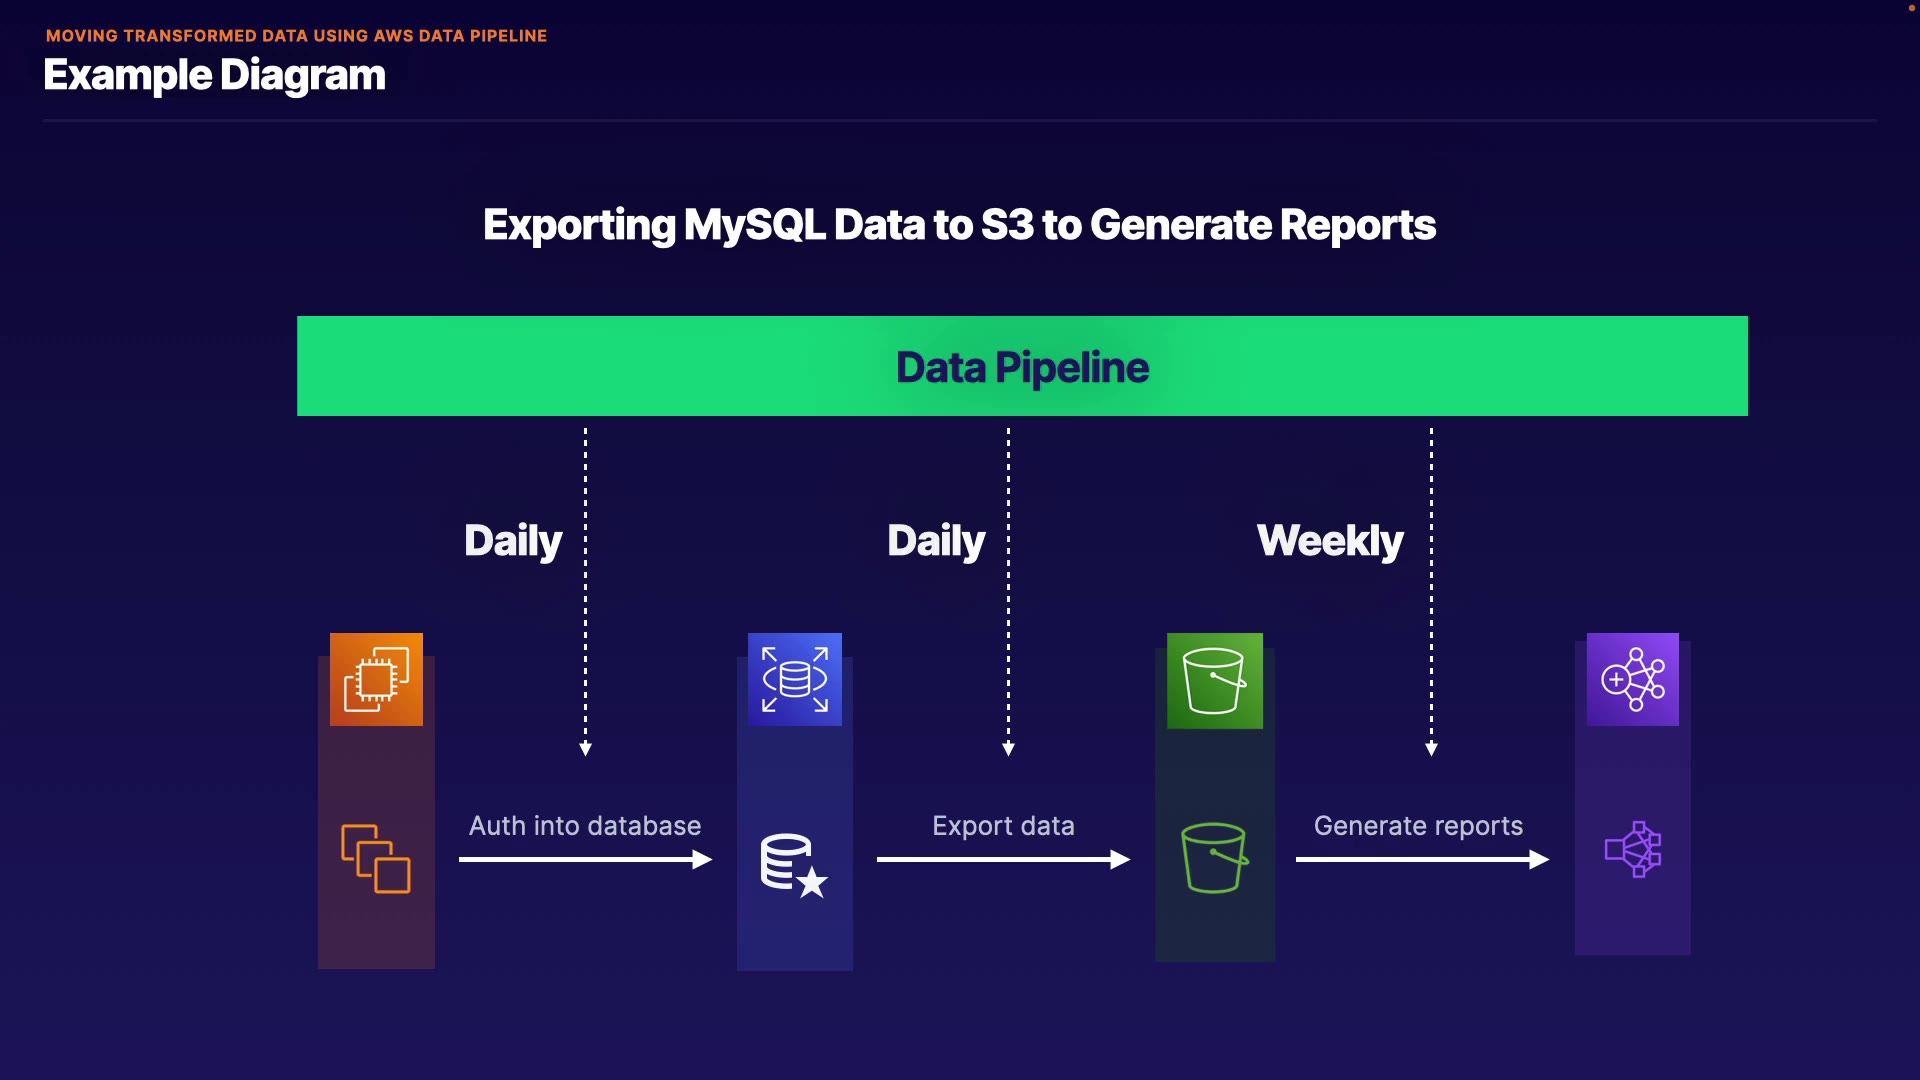 MOVING TRANSFORMED DATA USING AWS DATA PIPELINE
Example Diagram
Exporting MySQL Data to S3 to Generate Reports
Data Pipeline
Daily
Daily
Weekly
Auth into database
Export data
Generate reports